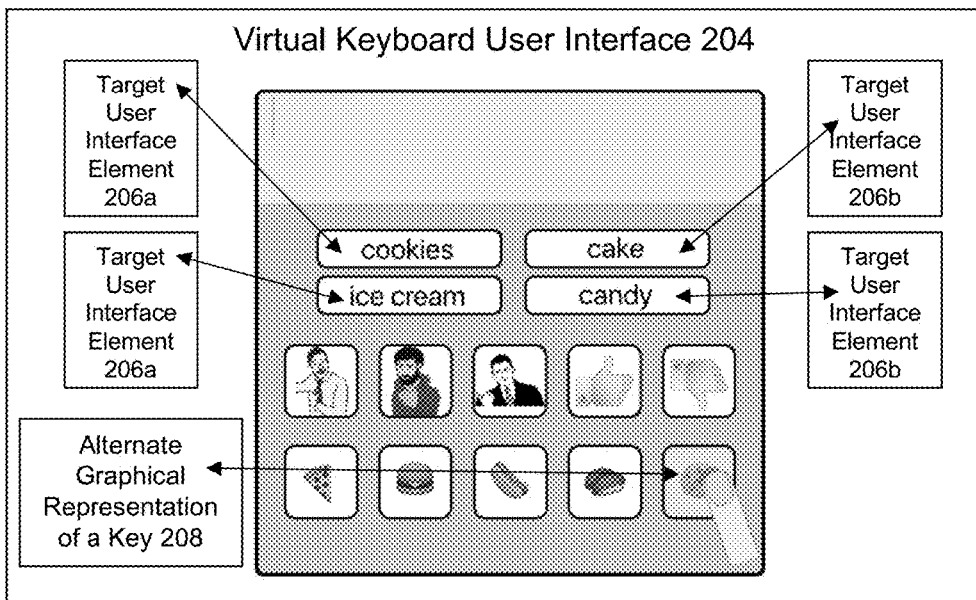 Virtual Keyboard User Interface 204
Target
User
Interface
Element
206a
Target
User
Interface
Element
206b
cookies
cake
Target
User
Interface
Element
206a
ice cream
candy
Target
User
Interface
Element
206b
Alternate
Graphical
Representation
of a Key 208